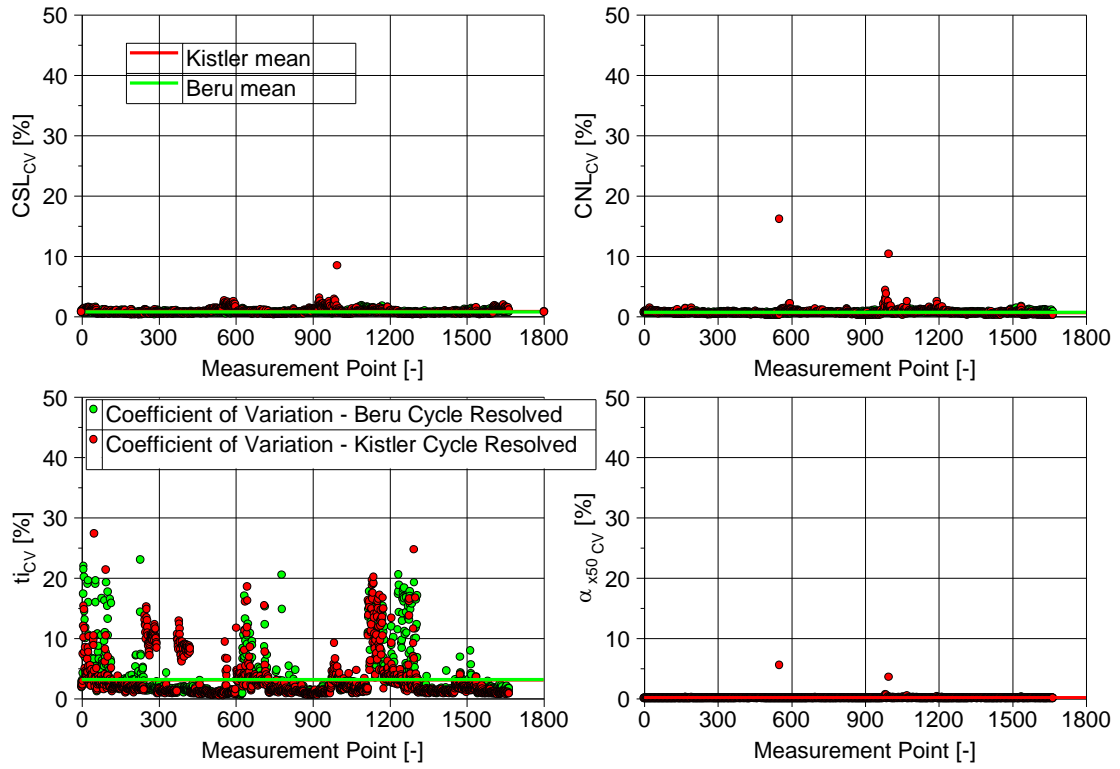 50
40
30
20
10
0
CSL_CV [%]
Kistler mean
Beru mean
0 300 600 900 1200 1500 1800
Measurement Point [-]
50
40
30
20
10
0
CNL_CV [%]
0 300 600 900 1200 1500 1800
Measurement Point [-]
50
40
30
20
10
0
ti_CV [%]
Coefficient of Variation - Beru Cycle Resolved
Coefficient of Variation - Kistler Cycle Resolved
0 300 600 900 1200 1500 1800
Measurement Point [-]
50
40
30
20
10
0
α x50 CV [%]
0 300 600 900 1200 1500 1800
Measurement Point [-]